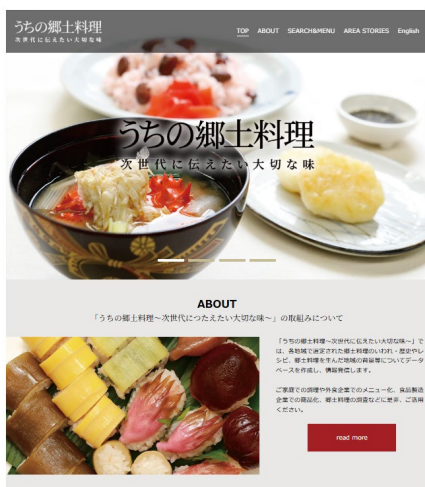 うちの郷土料理
次世代に伝えたい大切な味
TOP ABOUT SEARCH&MENU AREA STORIES English
うちの郷土料理
次世代に伝えたい大切な味
ABOUT
「うちの郷土料理~次世代につたえたい大切な味~」の取組みについて
「うちの郷土料理~次世代に伝えたい大切な味~」で
は、各地域で選定された郷土料理のいわれ・歴史やレ
シピ、郷土料理を生んだ地域の背景等についてデータ
ベースを作成し、情報発信します。
ご家庭での調理や外食企業でのメニュー化、食品製造
企業での商品化、郷土料理の調査などに是非、ご活用
ください。
read more